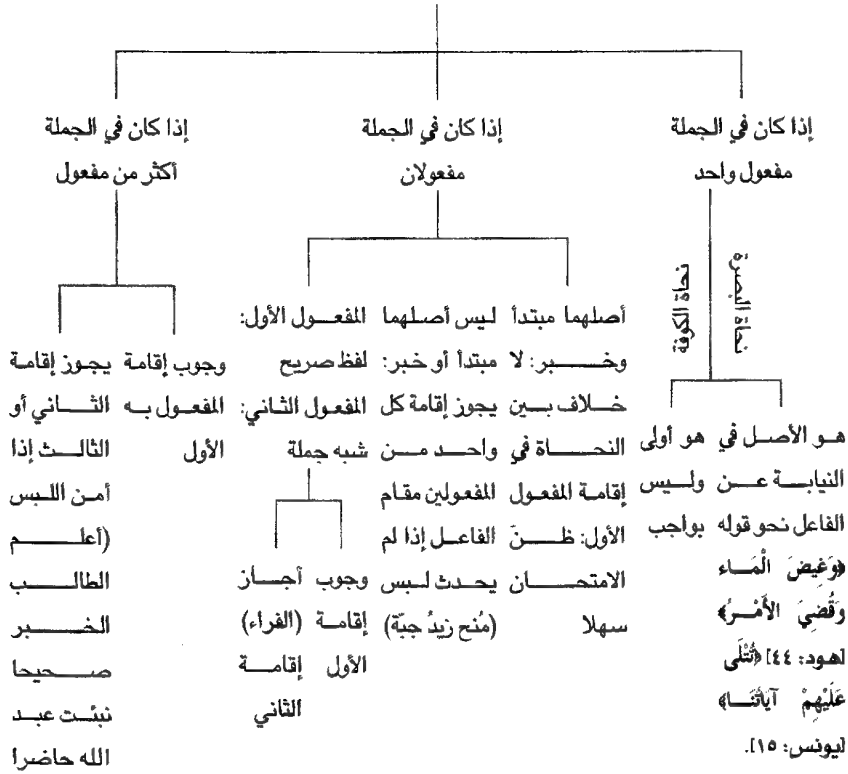 إذا كان في الجملة
مفعول واحد
نحاة البصرة
نحاة الكوفة
هو الأصل في
النيابة عن
الفاعل نحو قوله
﴿وَغِيضَ الْمَاء
وَقُضِيَ الأَمْرُ﴾
[هود: ٤٤] ﴿تُتْلَى
عَلَيْهِمْ آيَاتُنَا﴾
[يونس: ١٥].
هو أولى
وليس
بواجب
إذا كان في الجملة
مفعولان
أصلهما مبتدأ
وخبر: لا
خلاف بين
النحاة في
إقامة المفعول
الأول: ظنّ
الامتحان
سهلا
ليس أصلهما
مبتدأ أو خبر:
يجوز إقامة كل
واحد من
المفعولين مقام
الفاعل إذا لم
يحدث لبس
(مُنح زيدُ جبّة)
المفعول الأول:
لفظ صريح
المفعول الثاني:
شبه جملة
وجوب
إقامة
الأول
أجاز
(الفراء)
إقامة
الثاني
إذا كان في الجملة
أكثر من مفعول
وجوب إقامة
المفعول به
الأول
يجوز إقامة
الثاني أو
الثالث إذا
أمن اللبس
(أعلم
الطالب
الخبر
صحيحا
نبئت عبد
الله حاضرا